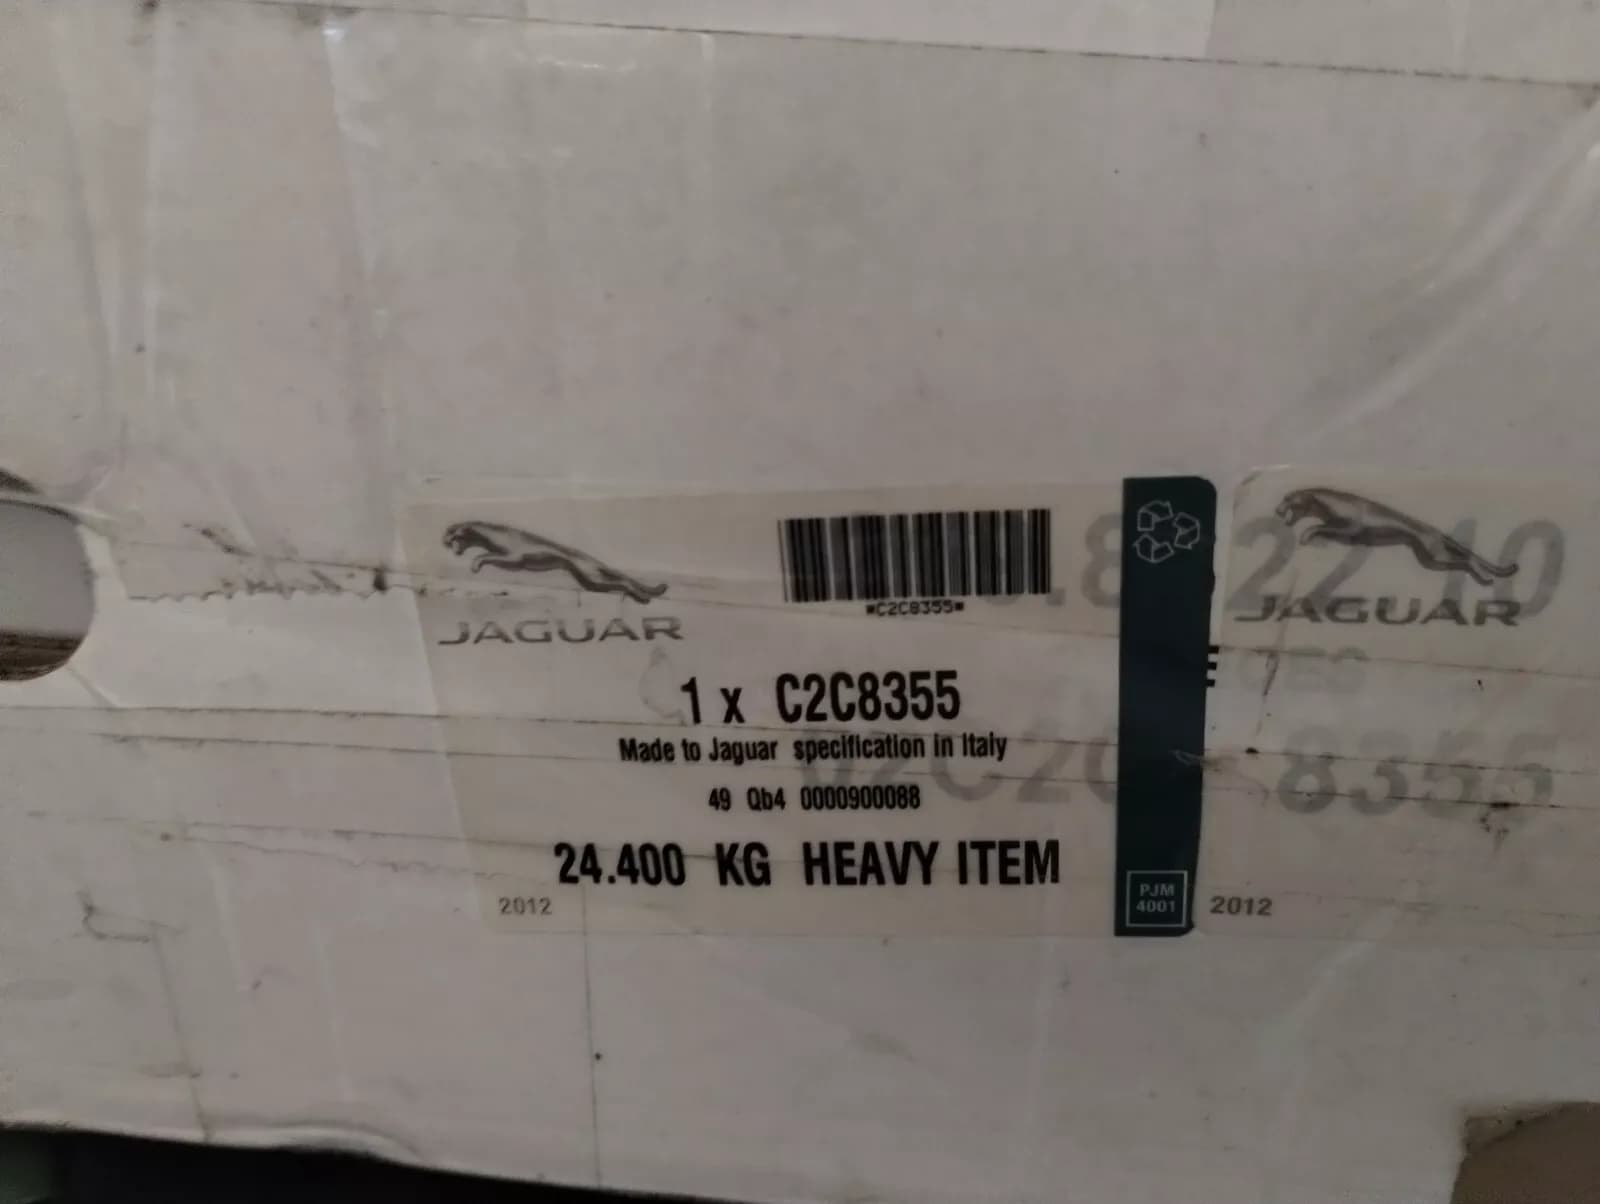 *C2C8355*
JAGUAR
1 x C2C8355
Made to Jaguar specification in Italy
49 Qb4 0000900088
24.400 KG HEAVY ITEM
2012
PJM
4001
JAGUAR
8355
2012